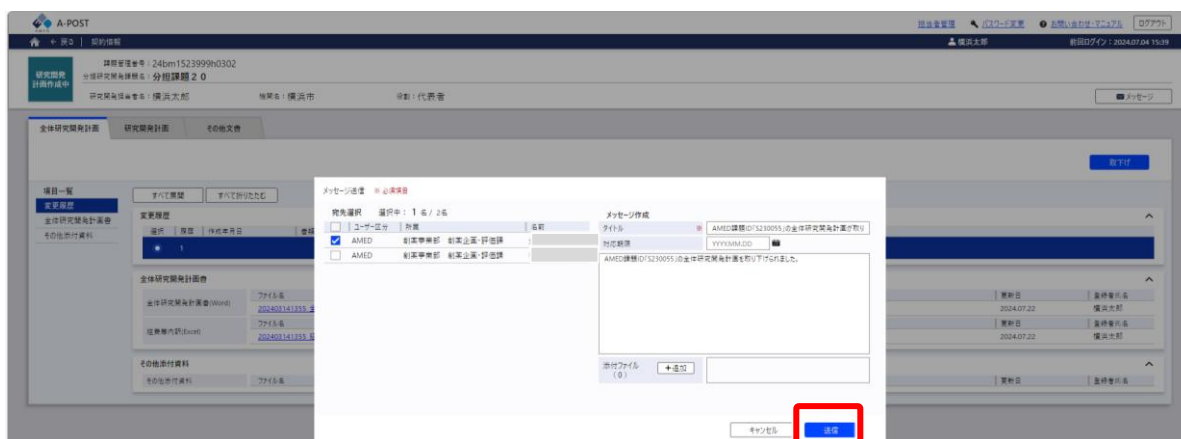 A-POST
担当者管理 パスワード変更 お問い合わせ・マニュアル ログアウト
← 戻る | 契約情報 横浜太郎 前回ログイン：2024.07.04 15:39
研究開発計画作成中
課題管理番号：24bm1523999h0302
分担研究開発課題名：分担課題２０
研究開発担当者名：横浜太郎 機関名：横浜市 役割：代表者
メッセージ
全体研究開発計画 研究開発計画 その他文書
取下げ
項目一覧
変更履歴
全体研究開発計画書
その他添付資料
すべて展開 すべて折りたたむ
変更履歴
選択 履歴 作成年月日
1
全体研究開発計画書
全体研究開発計画書(Word) ファイル名 更新日 登録者氏名
202403141355 2024.07.22 横浜太郎
経費等内訳(Excel) ファイル名 更新日 登録者氏名
202403141355 2024.07.22 横浜太郎
その他添付資料
その他添付資料 ファイル名 更新日 登録者氏名
メッセージ送信 ※ 必須項目
宛先選択 選択中： 1 名 / 2名
ユーザー区分 所属 名前
AMED 創薬事業部 創薬企画・評価課
AMED 創薬事業部 創薬企画・評価課
メッセージ作成
タイトル ※ AMED課題ID「S230055」の全体研究開発計画が取り
対応期限 YYYY.MM.DD
AMED課題ID「S230055」の全体研究開発計画を取り下げられました。
添付ファイル
(0)
＋追加
キャンセル 送信